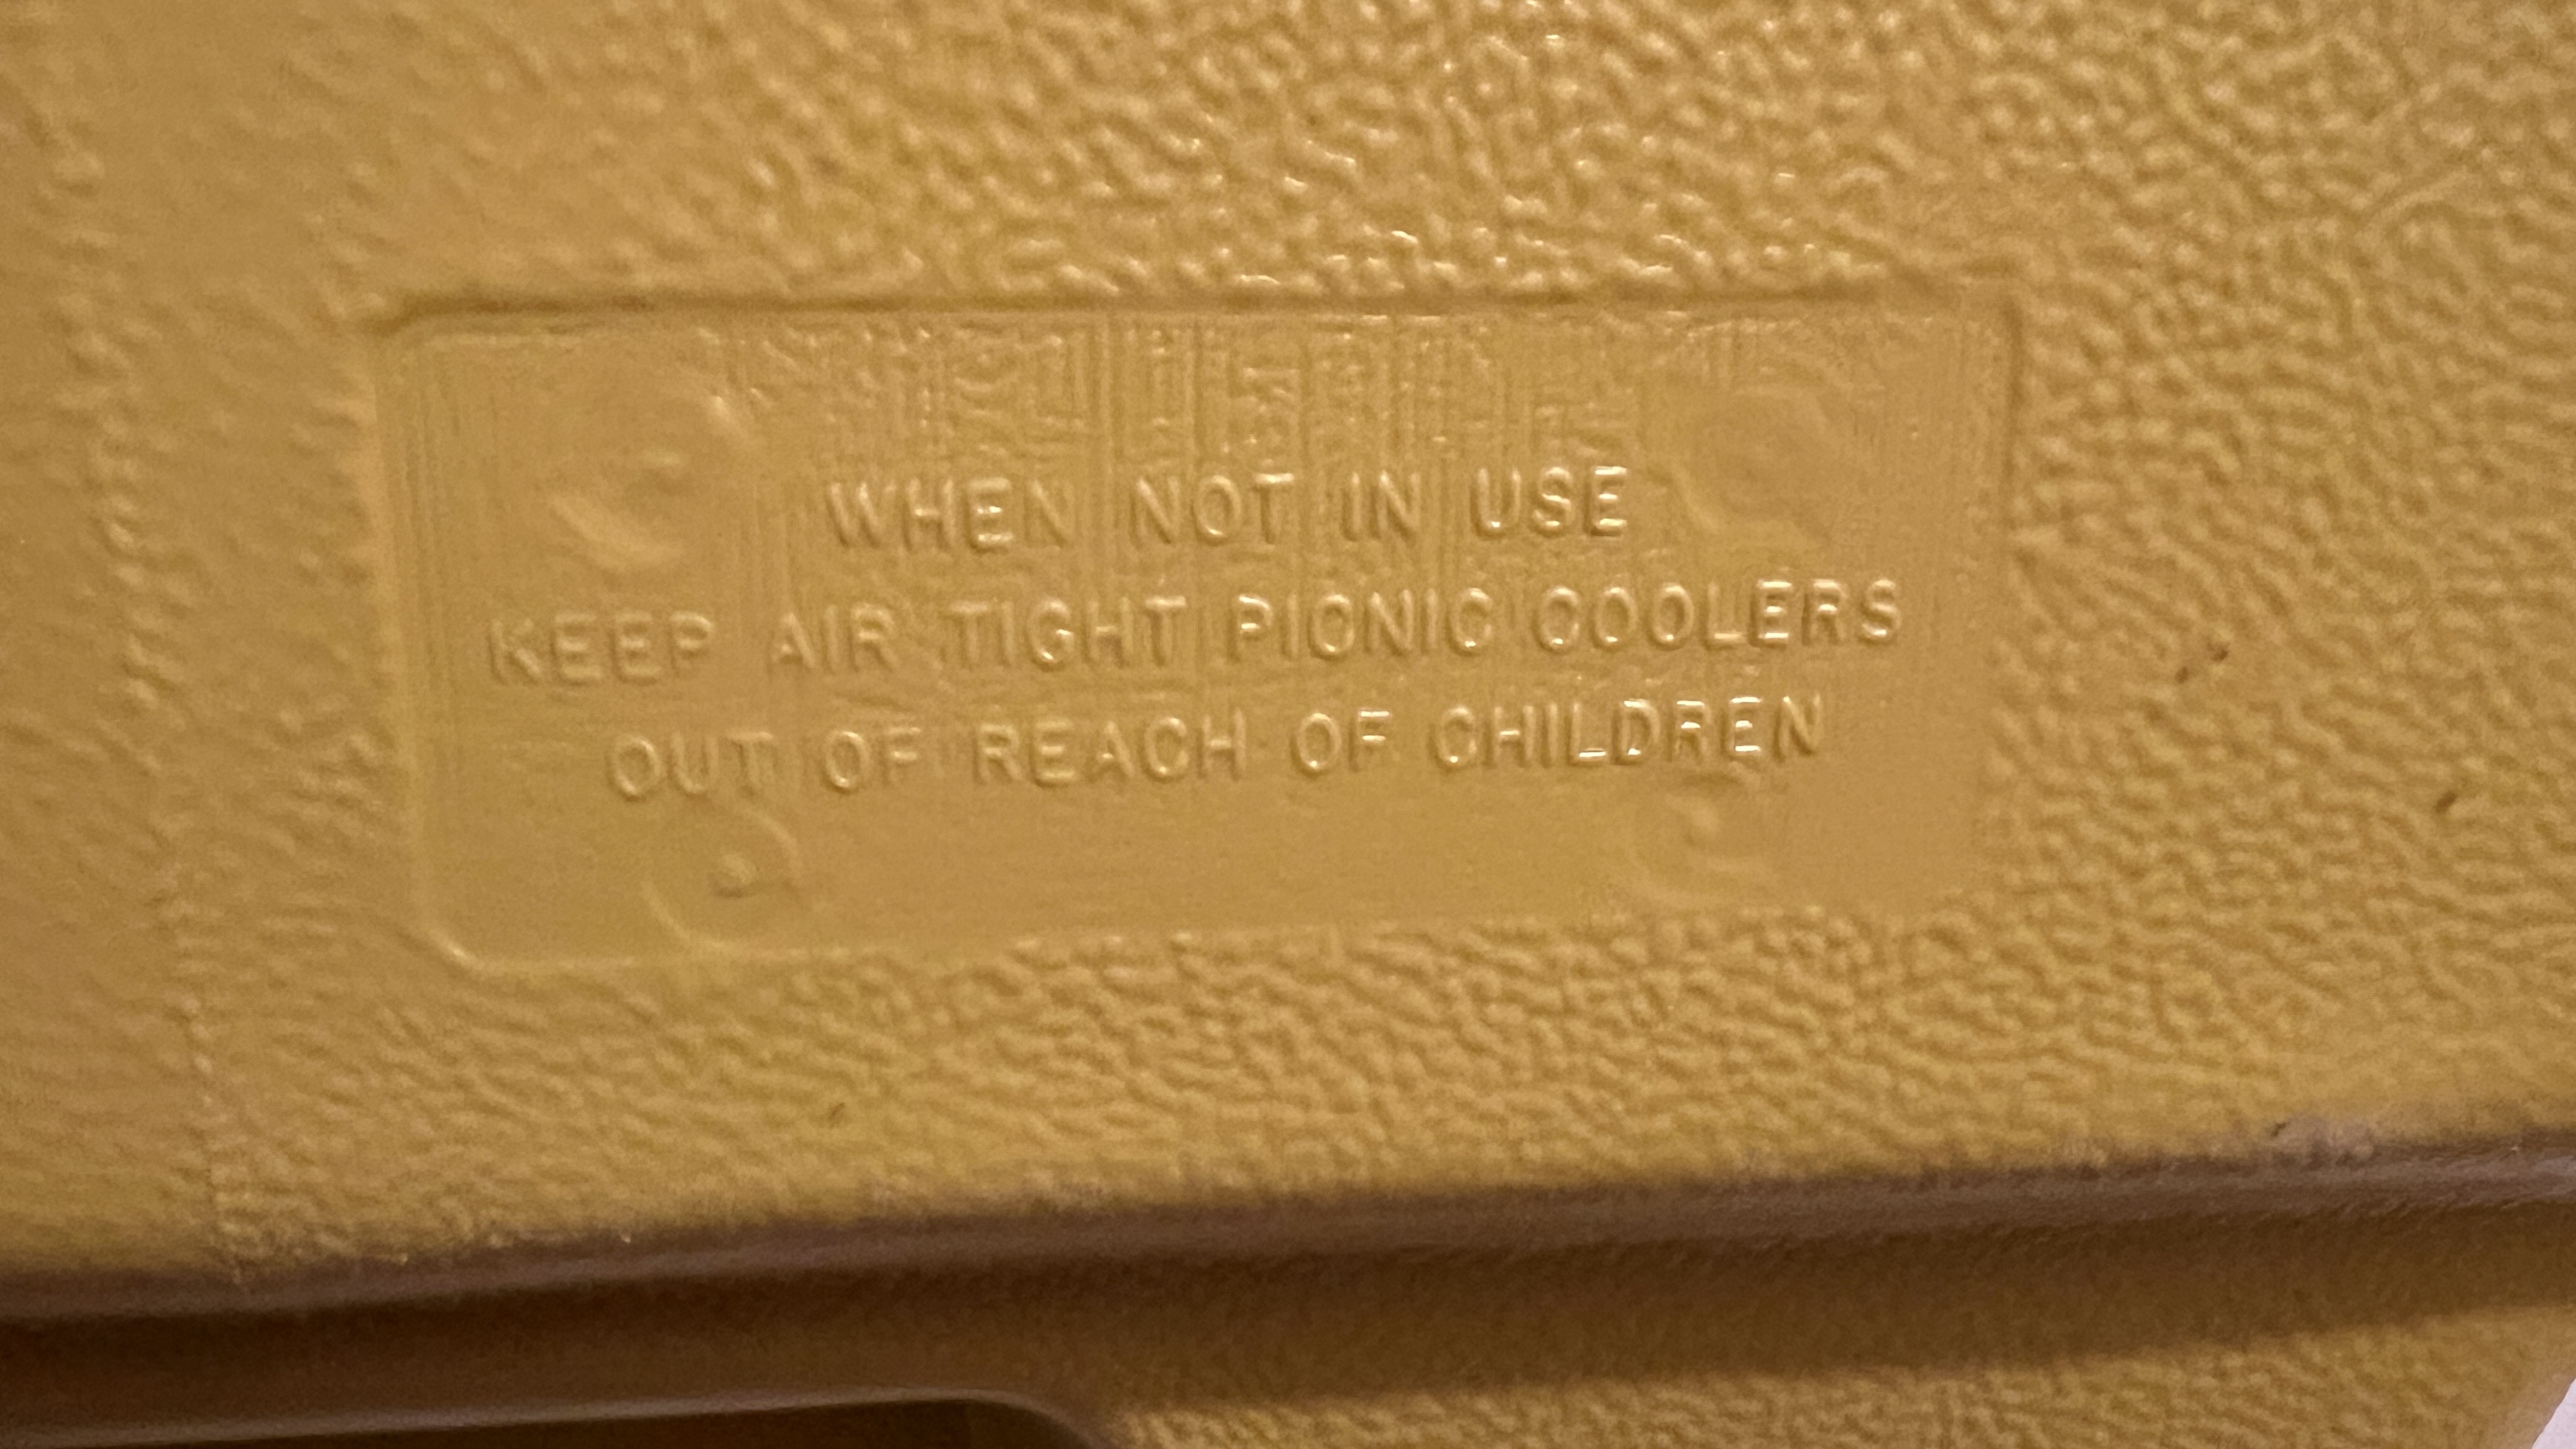 WHEN NOT IN USE
KEEP AIR TIGHT PICNIC COOLERS
OUT OF REACH OF CHILDREN